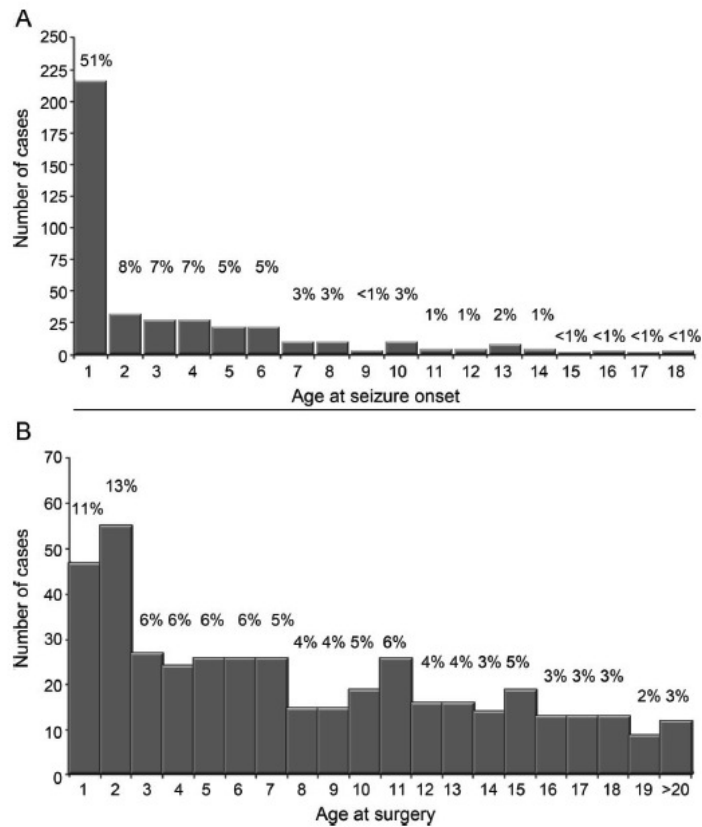 A
Number of cases
250
225
200
175
150
125
100
75
50
25
0
51%
8% 7% 7% 5% 5%
3% 3% <1% 3%
1% 1% 2% 1%
<1% <1% <1% <1%
1 2 3 4 5 6 7 8 9 10 11 12 13 14 15 16 17 18
Age at seizure onset
B
Number of cases
70
60
50
40
30
20
10
0
13%
11%
6% 6% 6% 6% 5%
4% 4% 5% 6%
4% 4% 3% 5%
3% 3% 3%
2% 3%
1 2 3 4 5 6 7 8 9 10 11 12 13 14 15 16 17 18 19 >20
Age at surgery